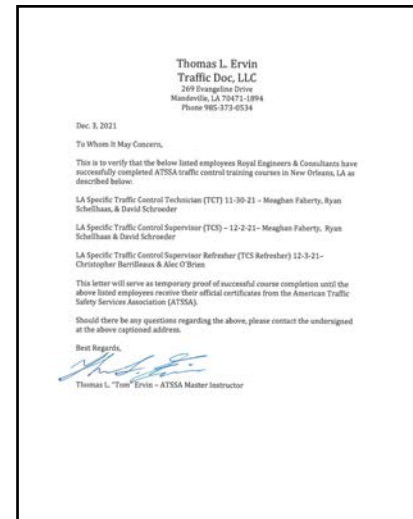 Thomas L. Ervin
Traffic Doc, LLC
269 Evangeline Drive
Mandeville, LA 70471-1894
Phone 985-373-0534
Dec. 3, 2021
To Whom It May Concern,
This is to verify that the below listed employees Royal Engineers & Consultants have
successfully completed ATSSA traffic control training courses in New Orleans, LA as
described below.
LA Specific Traffic Control Technician (TCT) 11-30-21 – Meaghan Faherty, Ryan
Schellhaas, & David Schroeder
LA Specific Traffic Control Supervisor (TCS) – 12-2-21– Meaghan Faherty, Ryan
Schellhaas & David Schroeder
LA Specific Traffic Control Supervisor Refresher (TCS Refresher) 12-3-21–
Christopher Barrilleaux & Alec O'Brien
This letter will serve as temporary proof of successful course completion until the
above listed employees receive their official certificates from the American Traffic
Safety Services Association (ATSSA).
Should there be any questions regarding the above, please contact the undersigned
at the above captioned address.
Best Regards,
Thomas L. "Tom" Ervin – ATSSA Master Instructor